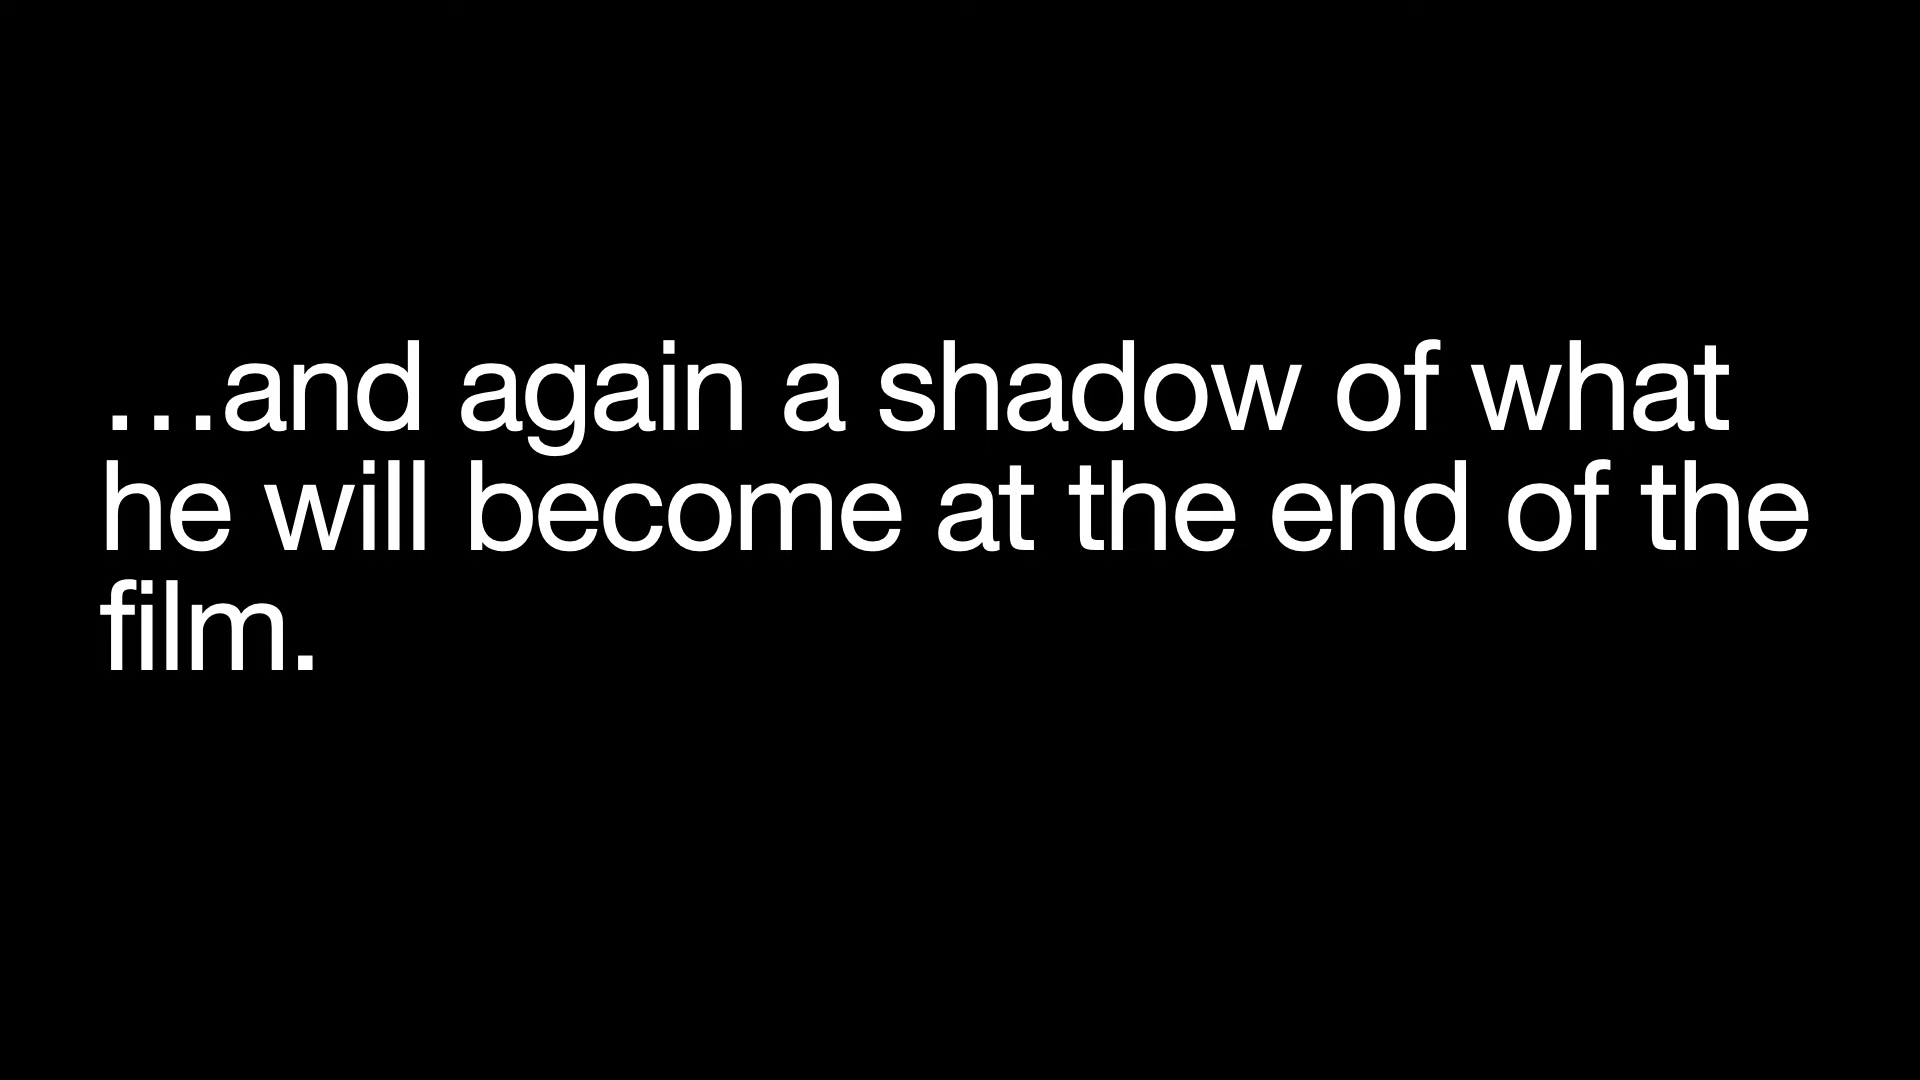 …and again a shadow of what
he will become at the end of the
film.